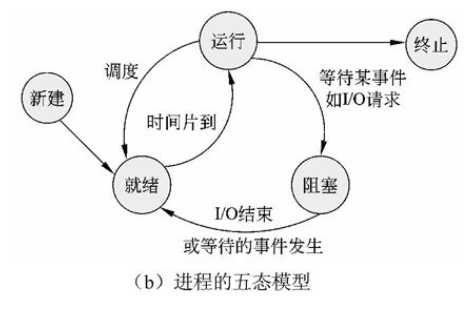 运行
终止
调度
等待某事件
如I/O请求
新建
时间片到
就绪
阻塞
I/O结束
或等待的事件发生
（b）进程的五态模型